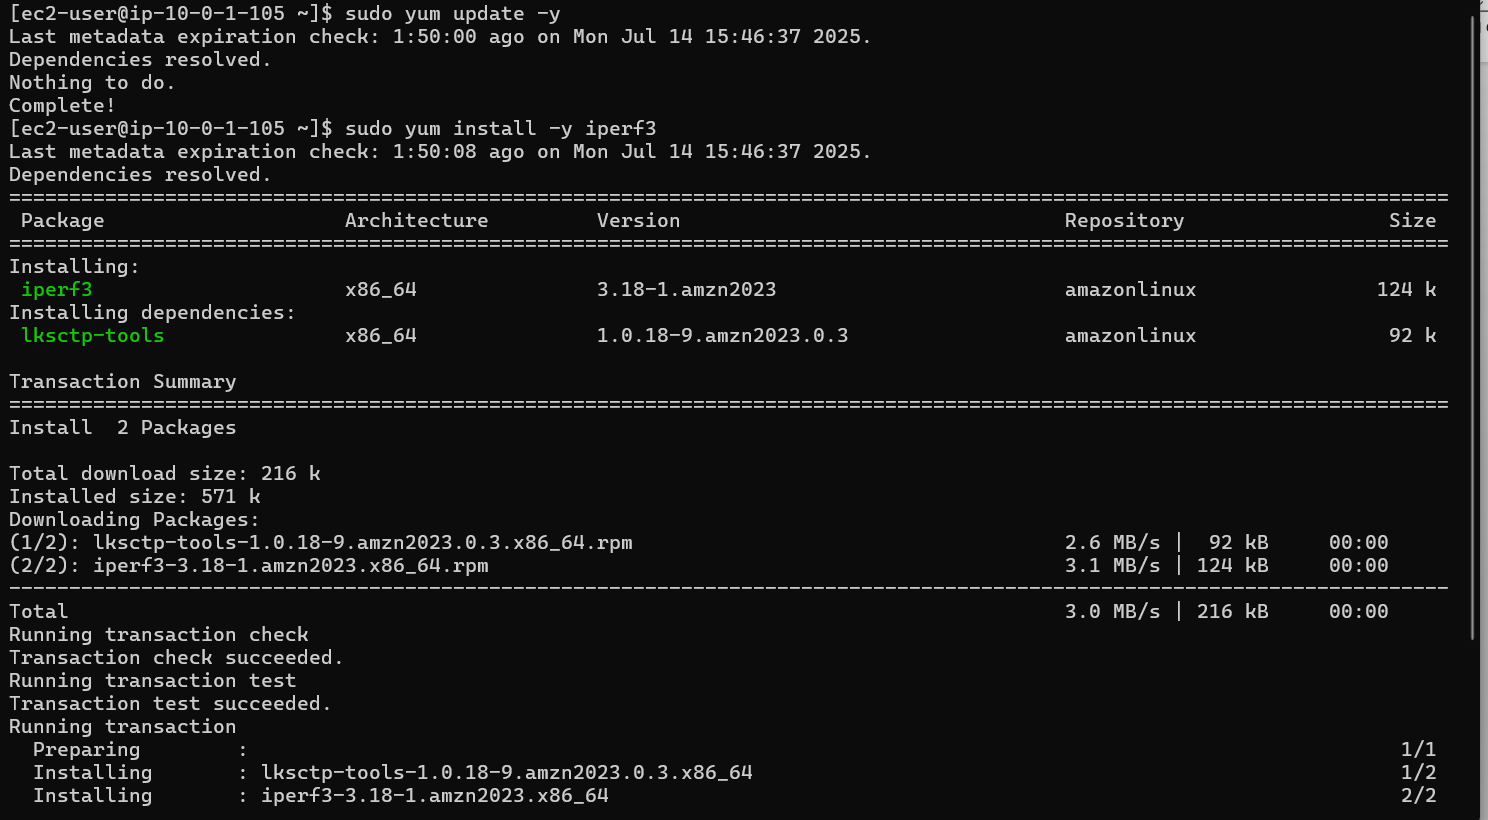 [ec2-user@ip-10-0-1-105 ~]$ sudo yum update -y
Last metadata expiration check: 1:50:00 ago on Mon Jul 14 15:46:37 2025.
Dependencies resolved.
Nothing to do.
Complete!
[ec2-user@ip-10-0-1-105 ~]$ sudo yum install -y iperf3
Last metadata expiration check: 1:50:08 ago on Mon Jul 14 15:46:37 2025.
Dependencies resolved.
========================================================================================================================
 Package                    Architecture         Version                                Repository                 Size
========================================================================================================================
Installing:
 iperf3                     x86_64               3.18-1.amzn2023                        amazonlinux               124 k
Installing dependencies:
 lksctp-tools               x86_64               1.0.18-9.amzn2023.0.3                  amazonlinux                92 k

Transaction Summary
========================================================================================================================
Install  2 Packages

Total download size: 216 k
Installed size: 571 k
Downloading Packages:
(1/2): lksctp-tools-1.0.18-9.amzn2023.0.3.x86_64.rpm                                    2.6 MB/s |  92 kB     00:00
(2/2): iperf3-3.18-1.amzn2023.x86_64.rpm                                                3.1 MB/s | 124 kB     00:00
------------------------------------------------------------------------------------------------------------------------
Total                                                                                   3.0 MB/s | 216 kB     00:00
Running transaction check
Transaction check succeeded.
Running transaction test
Transaction test succeeded.
Running transaction
  Preparing        :                                                                                                1/1
  Installing       : lksctp-tools-1.0.18-9.amzn2023.0.3.x86_64                                                      1/2
  Installing       : iperf3-3.18-1.amzn2023.x86_64                                                                  2/2